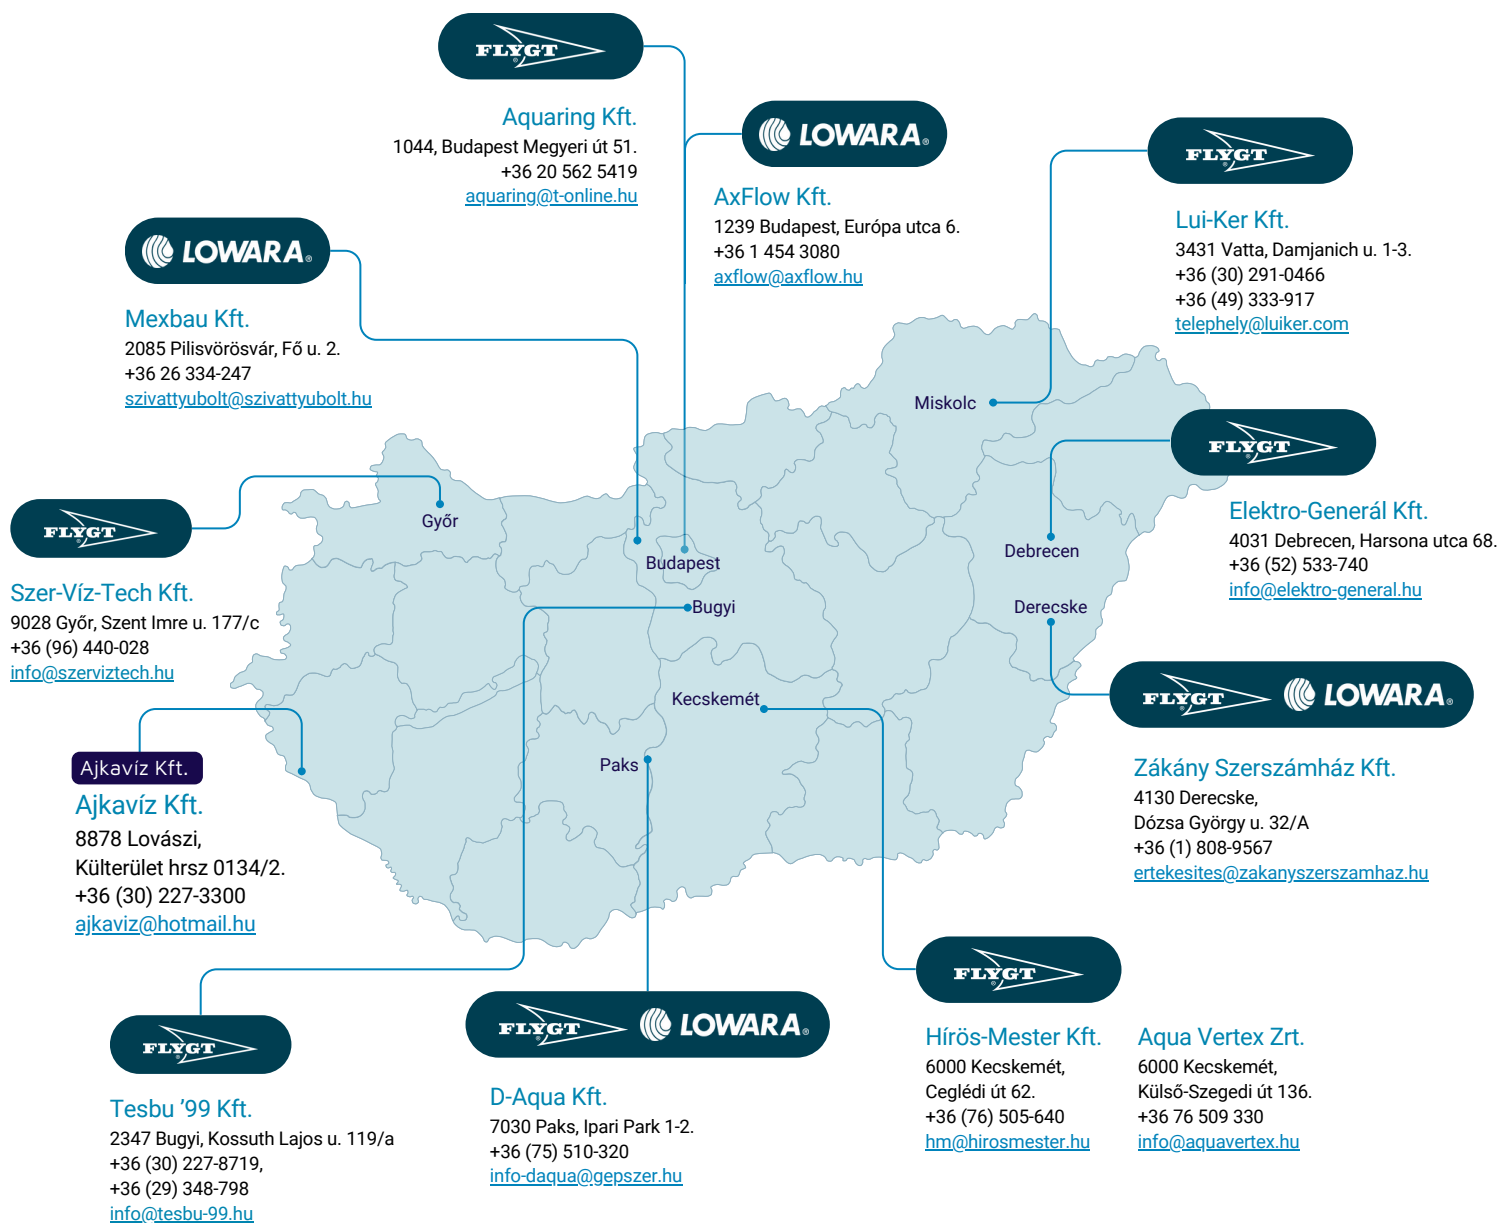 FLYGT
Aquaring Kft.
1044, Budapest Megyeri út 51.
+36 20 562 5419
aquaring@t-online.hu
LOWARA
AxFlow Kft.
1239 Budapest, Európa utca 6.
+36 1 454 3080
axflow@axflow.hu
FLYGT
Lui-Ker Kft.
3431 Vatta, Damjanich u. 1-3.
+36 (30) 291-0466
+36 (49) 333-917
telephely@luiker.com
LOWARA
Mexbau Kft.
2085 Pilisvörösvár, Fő u. 2.
+36 26 334-247
szivattyubolt@szivattyubolt.hu
Miskolc
FLYGT
Elektro-Generál Kft.
4031 Debrecen, Harsona utca 68.
+36 (52) 533-740
info@elektro-general.hu
FLYGT
Szer-Víz-Tech Kft.
9028 Győr, Szent Imre u. 177/c
+36 (96) 440-028
info@szerviztech.hu
Győr
Budapest
Debrecen
Bugyi
Derecske
Kecskemét
Paks
FLYGT LOWARA
Zákány Szerszámház Kft.
4130 Derecske,
Dózsa György u. 32/A
+36 (1) 808-9567
ertekesites@zakanyszerszamhaz.hu
Ajkavíz Kft.
Ajkavíz Kft.
8878 Lovászi,
Külterület hrsz 0134/2.
+36 (30) 227-3300
ajkaviz@hotmail.hu
FLYGT
Tesbu ’99 Kft.
2347 Bugyi, Kossuth Lajos u. 119/a
+36 (30) 227-8719,
+36 (29) 348-798
info@tesbu-99.hu
FLYGT LOWARA
D-Aqua Kft.
7030 Paks, Ipari Park 1-2.
+36 (75) 510-320
info-daqua@gepszer.hu
FLYGT
Hírös-Mester Kft.
6000 Kecskemét,
Ceglédi út 62.
+36 (76) 505-640
hm@hirosmester.hu
Aqua Vertex Zrt.
6000 Kecskemét,
Külső-Szegedi út 136.
+36 76 509 330
info@aquavertex.hu